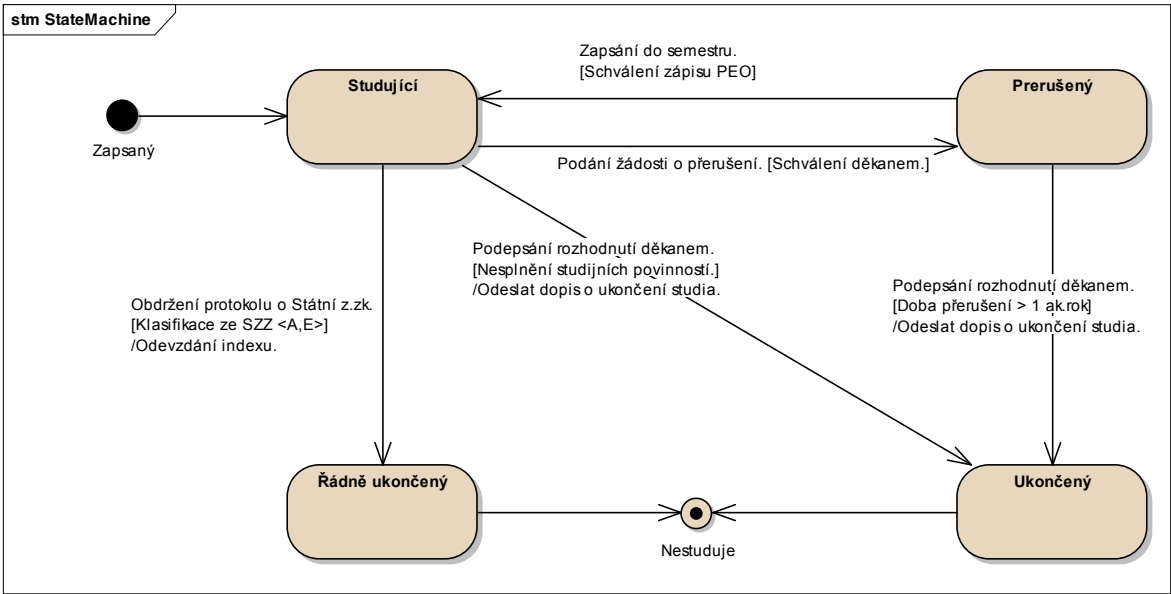 stm StateMachine
Zapsání do semestru.
[Schválení zápisu PEO]
Studující
Prerušený
Zapsaný
Podání žádosti o přerušení. [Schválení děkanem.]
Podepsání rozhodnutí děkanem.
[Nesplnění studijních povinností.]
/Odeslat dopis o ukončení studia.
Podepsání rozhodnutí děkanem.
[Doba přerušení > 1 ak.rok]
/Odeslat dopis o ukončení studia.
Obdržení protokolu o Státní z.zk.
[Klasifikace ze SZZ <A,E>]
/Odevzdání indexu.
Řádně ukončený
Ukončený
Nestuduje